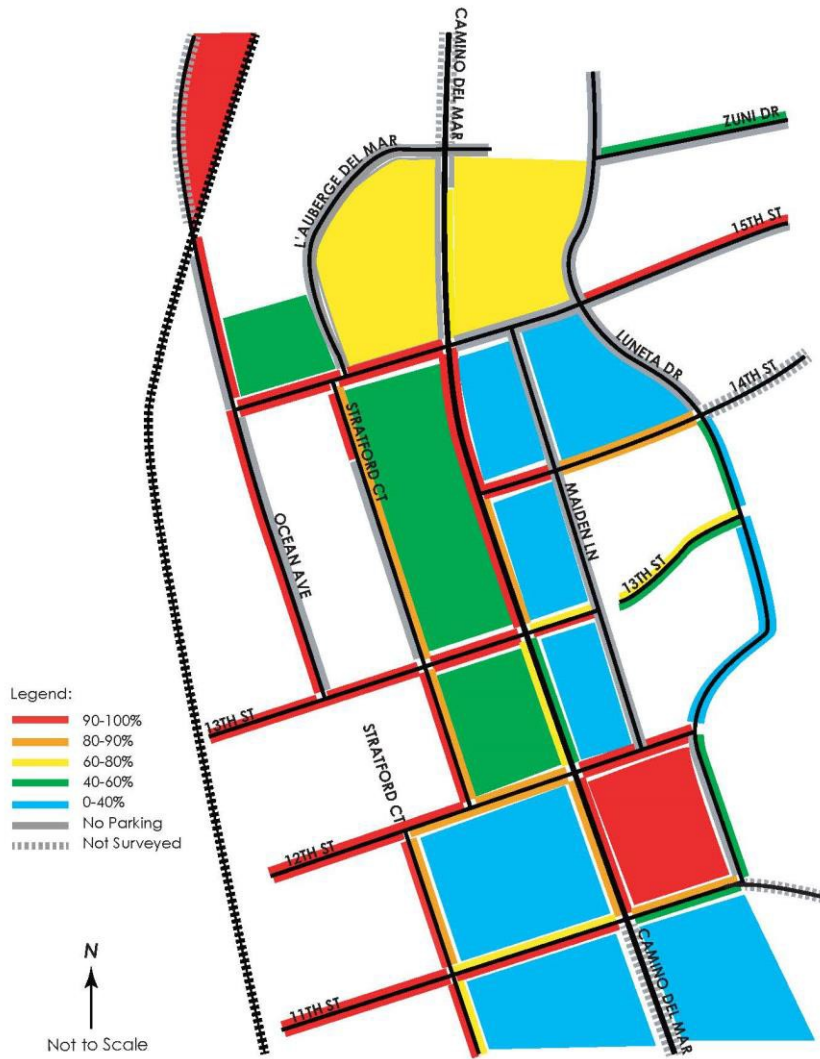 CAMINO DEL MAR
ZUNI DR
L'AUBERGE DEL MAR
15TH ST
LUNETA DR
14TH ST
STRATFORD CT
MAIDEN LN
OCEAN AVE
13TH ST
13TH ST
STRATFORD CT
12TH ST
CAMINO DEL MAR
11TH ST
Legend:
90-100%
80-90%
60-80%
40-60%
0-40%
No Parking
Not Surveyed
N
Not to Scale